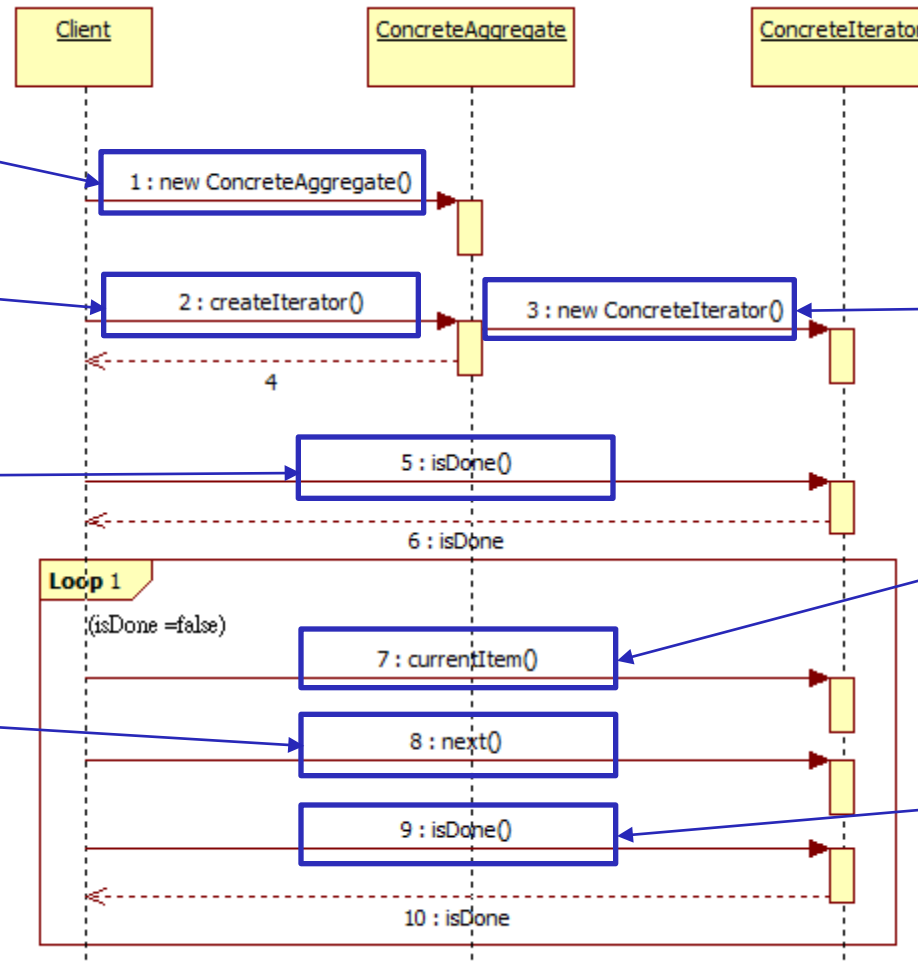 Client
ConcreteAggregate
ConcreteIterator
1 : new ConcreteAggregate()
2 : createIterator()
3 : new ConcreteIterator()
4
5 : isDone()
6 : isDone
Loop 1
(isDone =false)
7 : currentItem()
8 : next()
9 : isDone()
10 : isDone